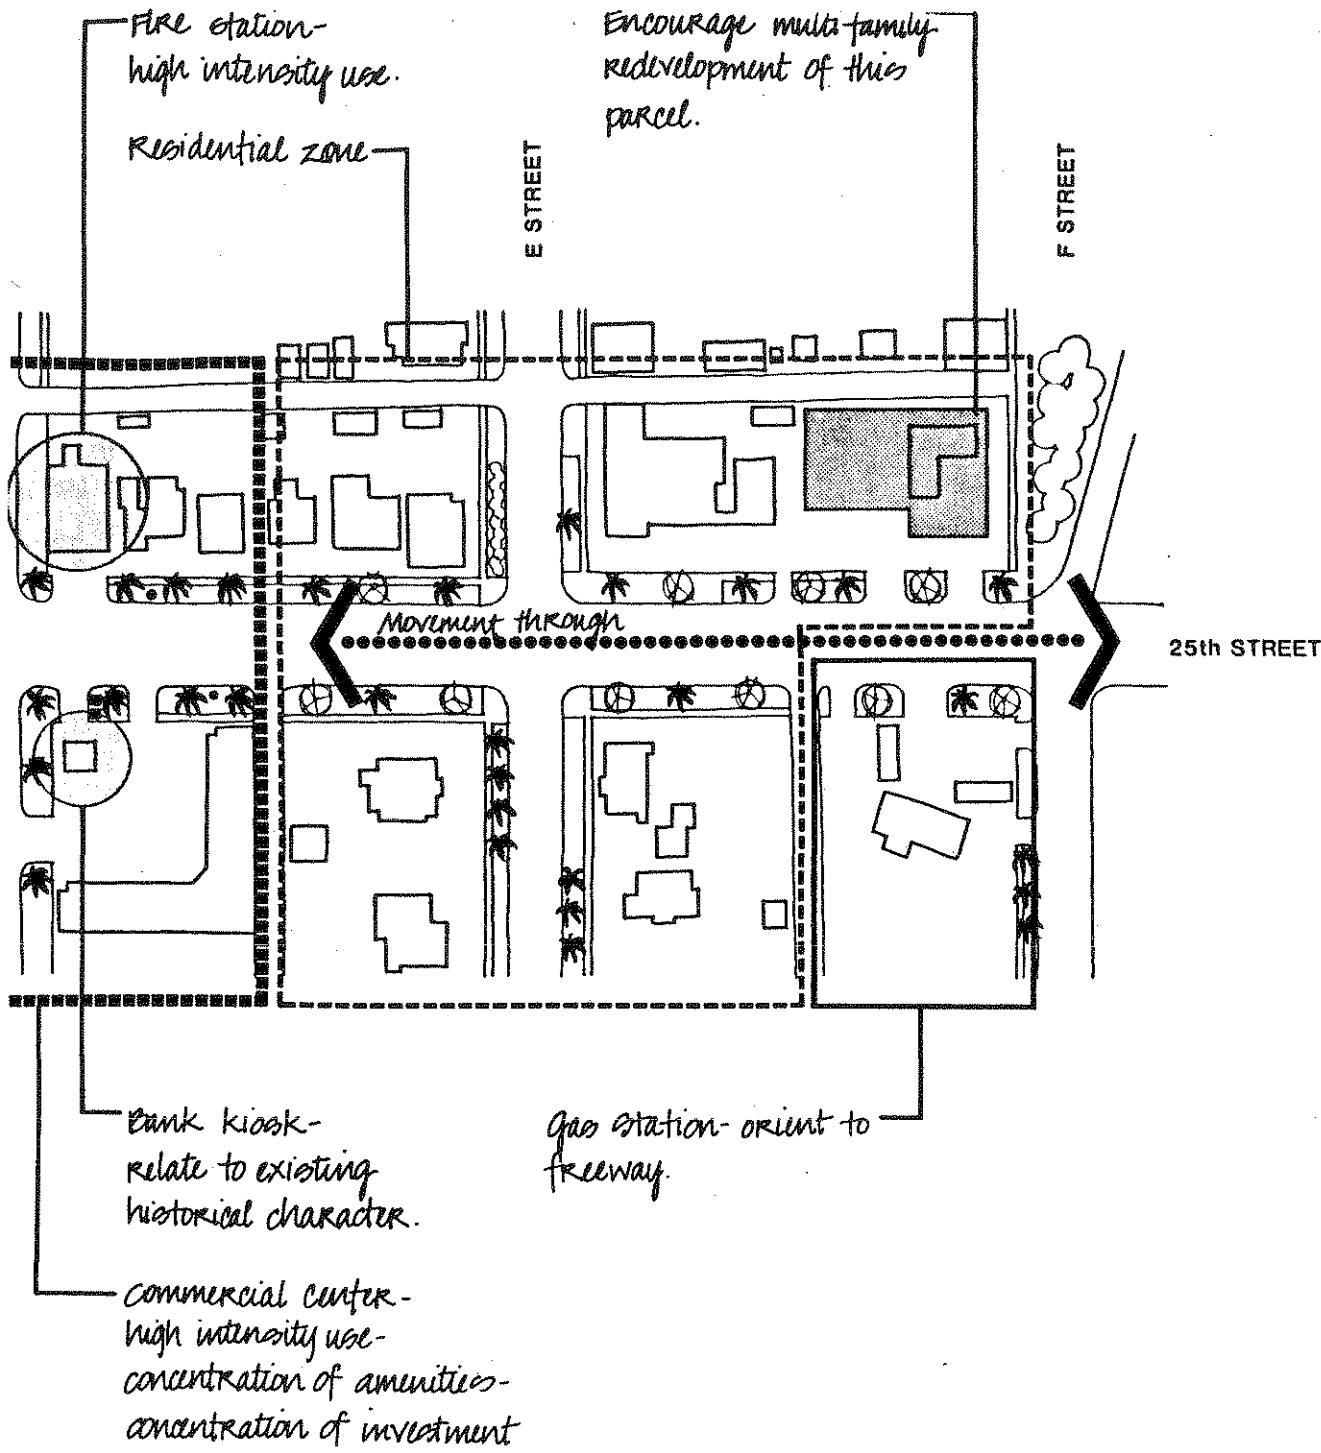 Fire station-
high intensity use.
Residential zone
Encourage multi-family
redevelopment of this
parcel.
E STREET
F STREET
Movement through
25th STREET
Bank kiosk-
relate to existing
historical character.
Gas station- orient to
freeway.
Commercial center-
high intensity use-
concentration of amenities-
concentration of investment